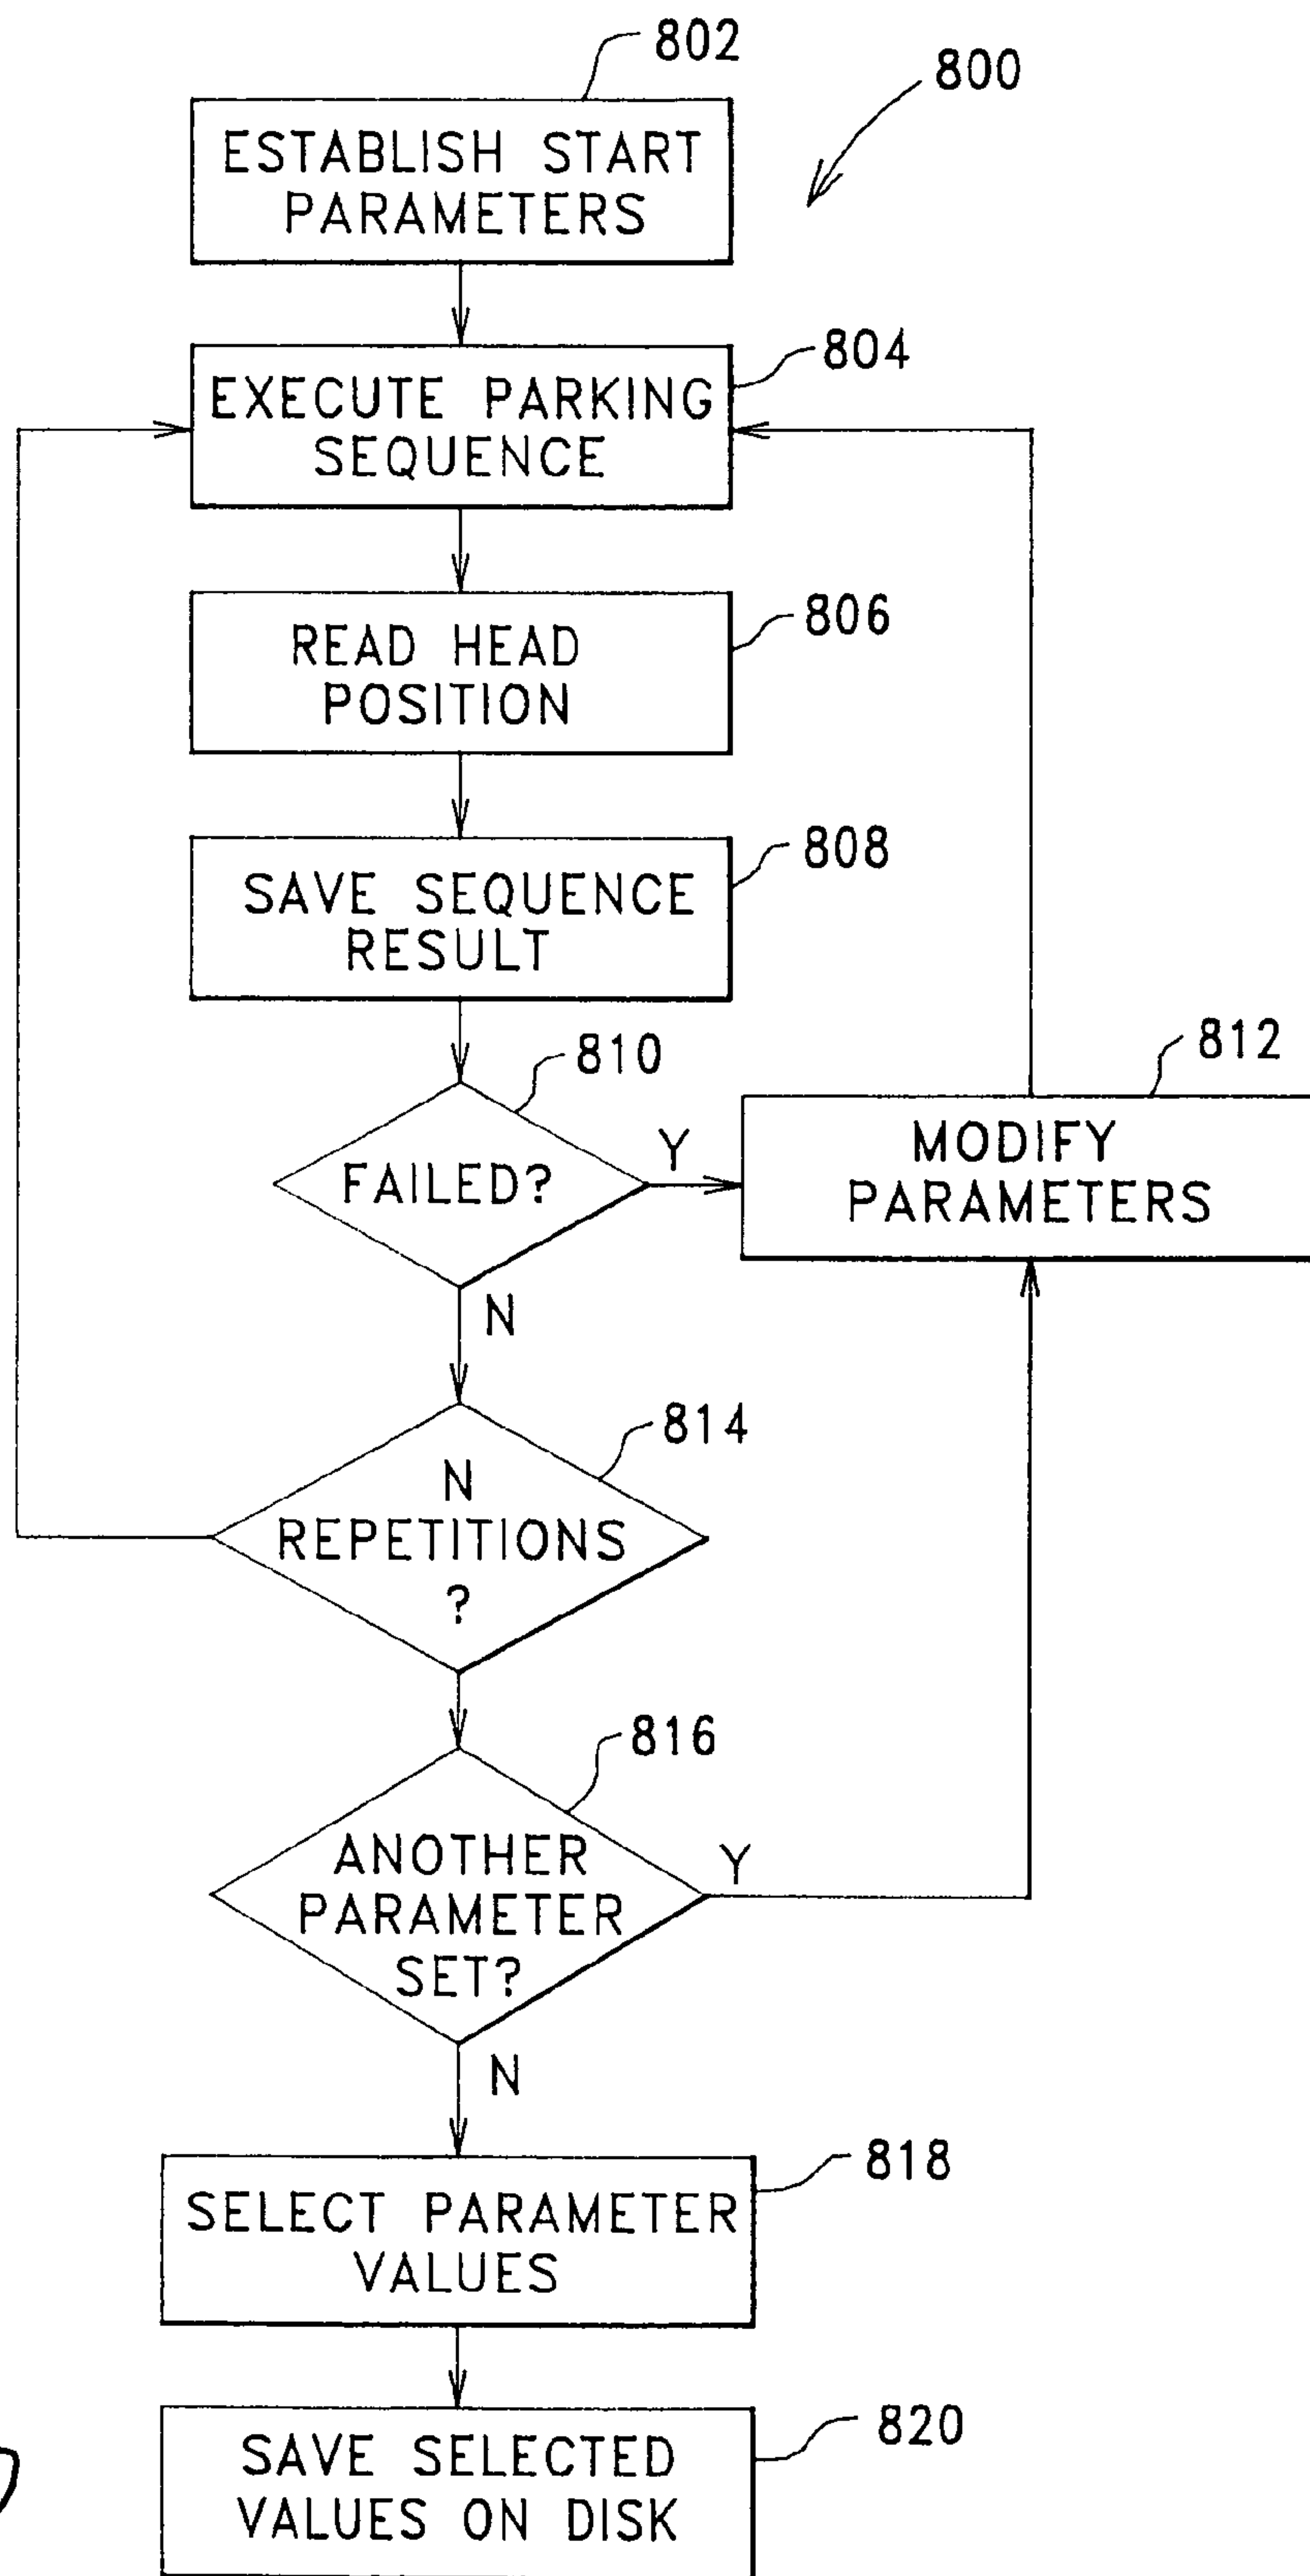 802
800
ESTABLISH START
PARAMETERS
804
EXECUTE PARKING
SEQUENCE
806
READ HEAD
POSITION
808
SAVE SEQUENCE
RESULT
810
FAILED?
Y
812
MODIFY
PARAMETERS
N
814
N
REPETITIONS
?
816
ANOTHER
PARAMETER
SET?
Y
N
818
SELECT PARAMETER
VALUES
820
SAVE SELECTED
VALUES ON DISK